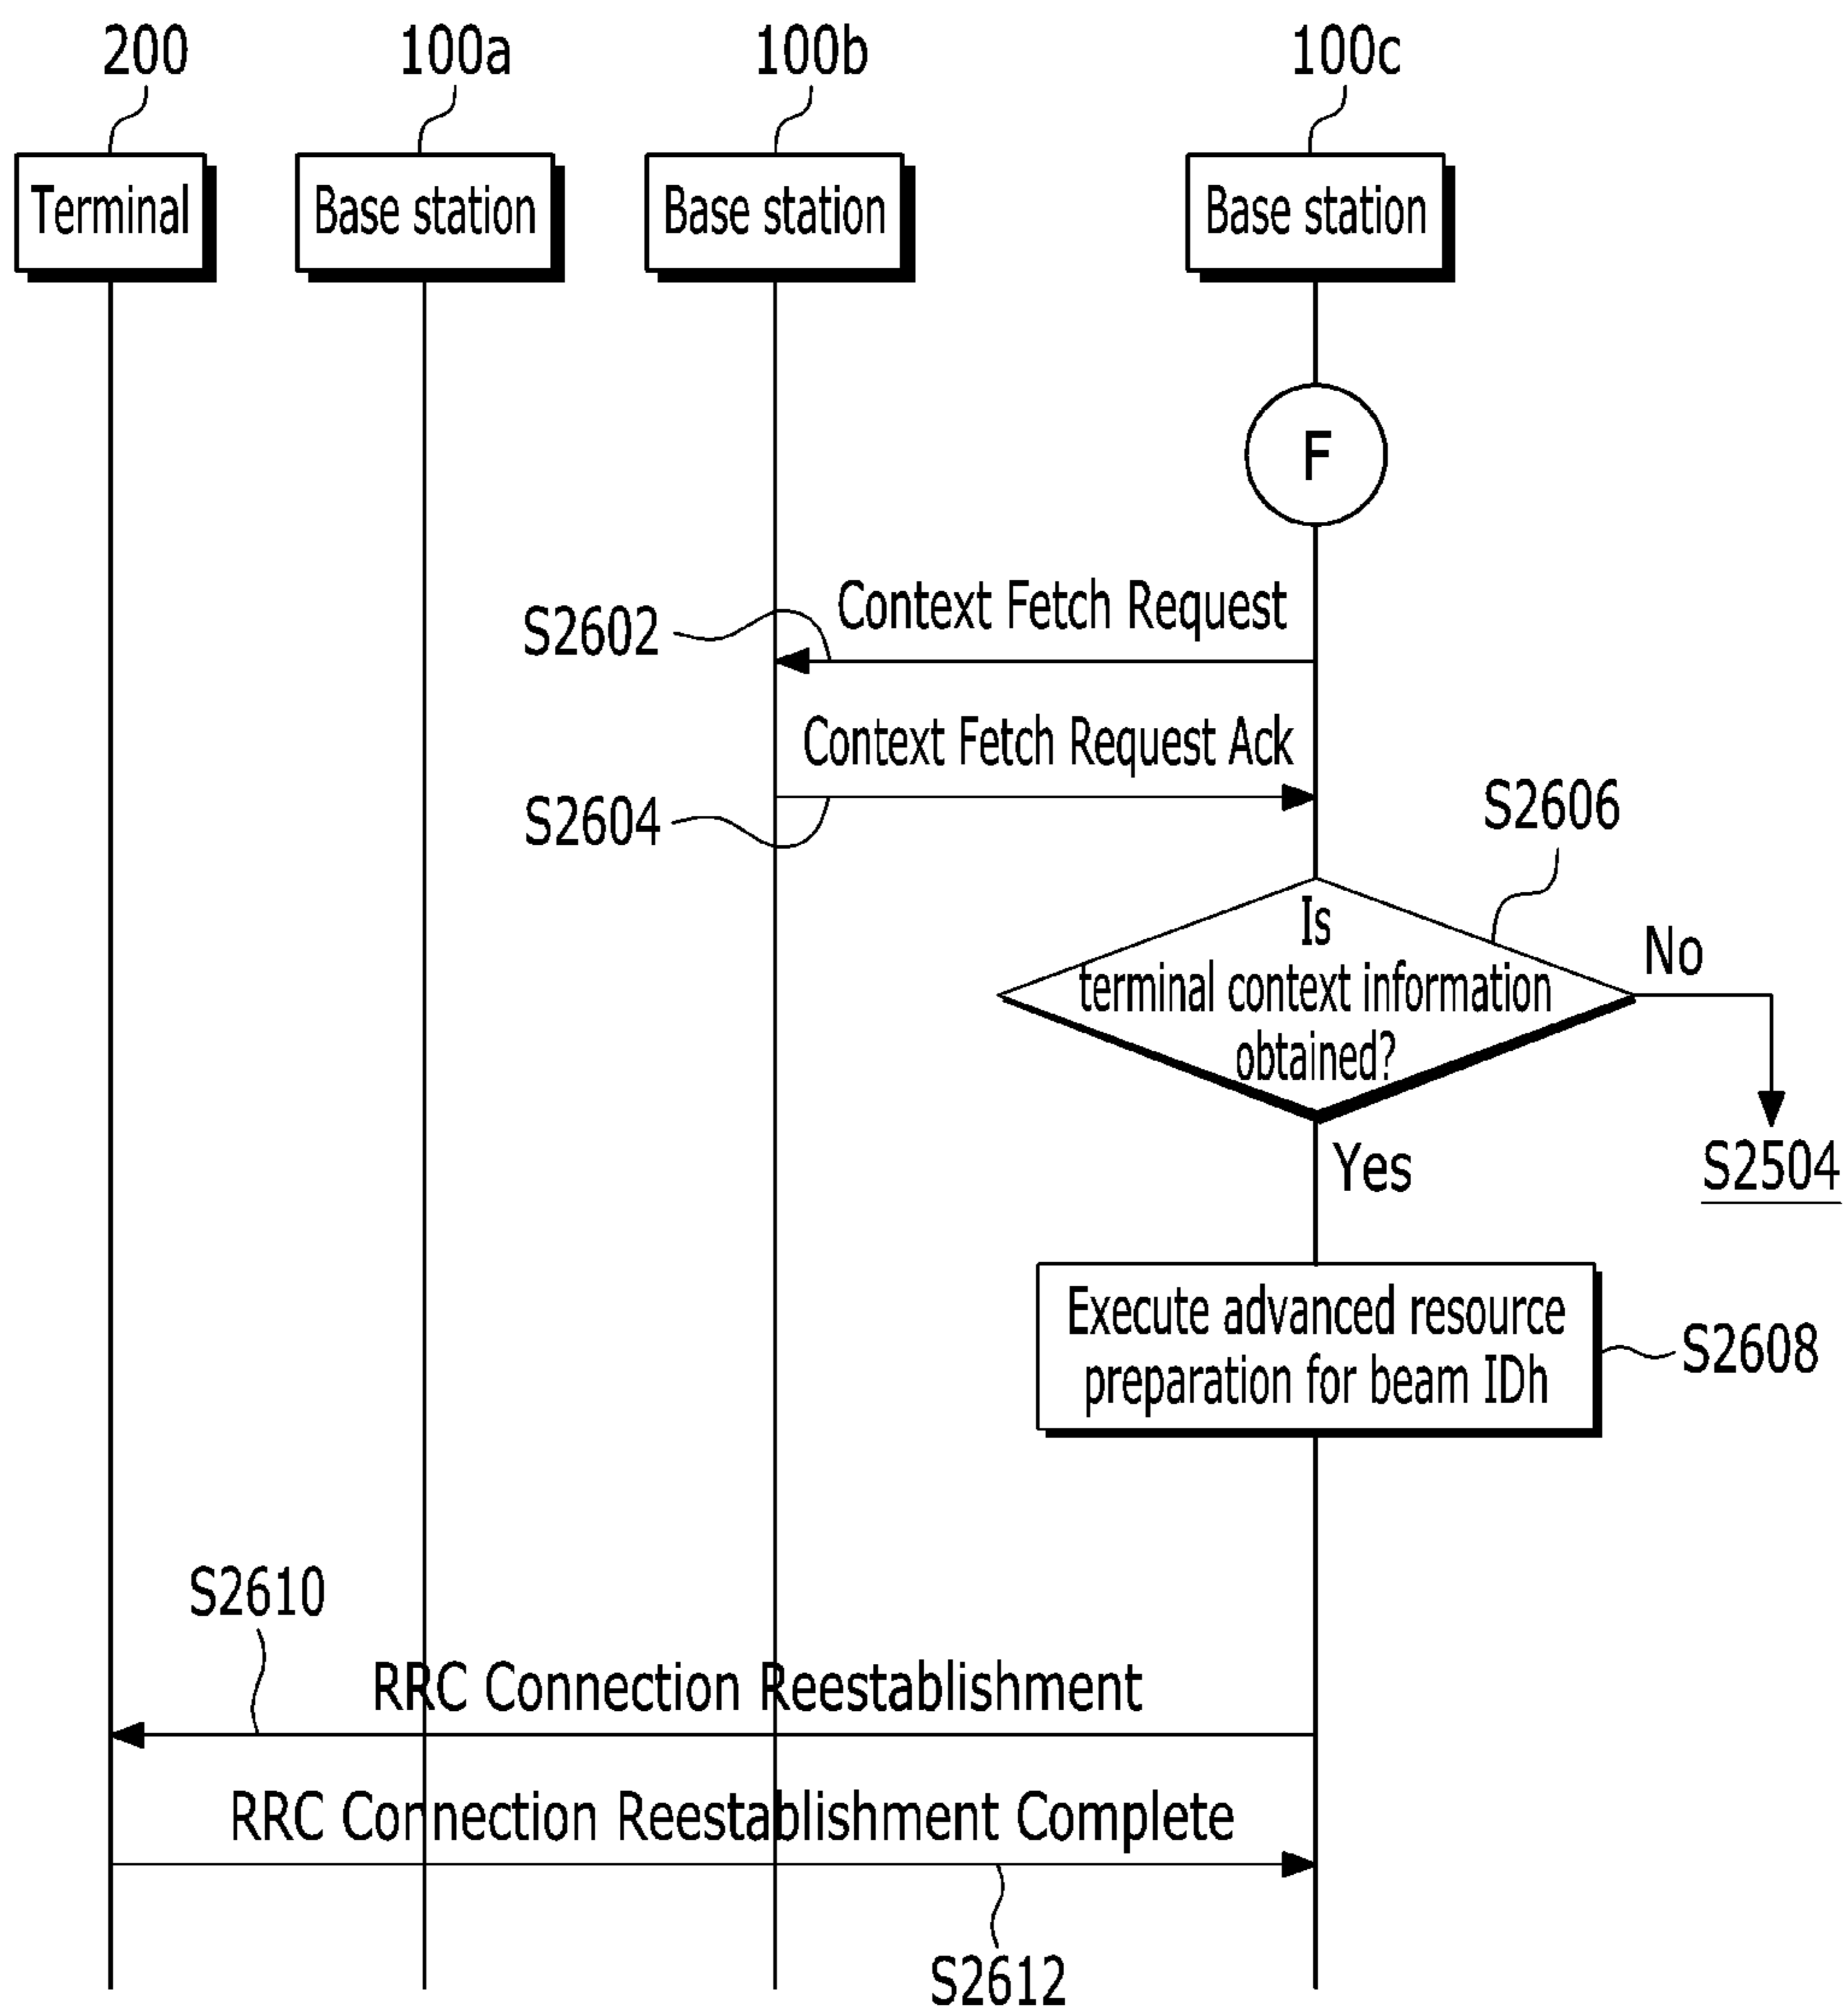 200
100a
100b
100c
Terminal
Base station
Base station
Base station
F
Context Fetch Request
S2602
Context Fetch Request Ack
S2604
S2606
Is
terminal context information
obtained?
No
Yes
S2504
Execute advanced resource
preparation for beam IDh
S2608
S2610
RRC Connection Reestablishment
RRC Connection Reestablishment Complete
S2612